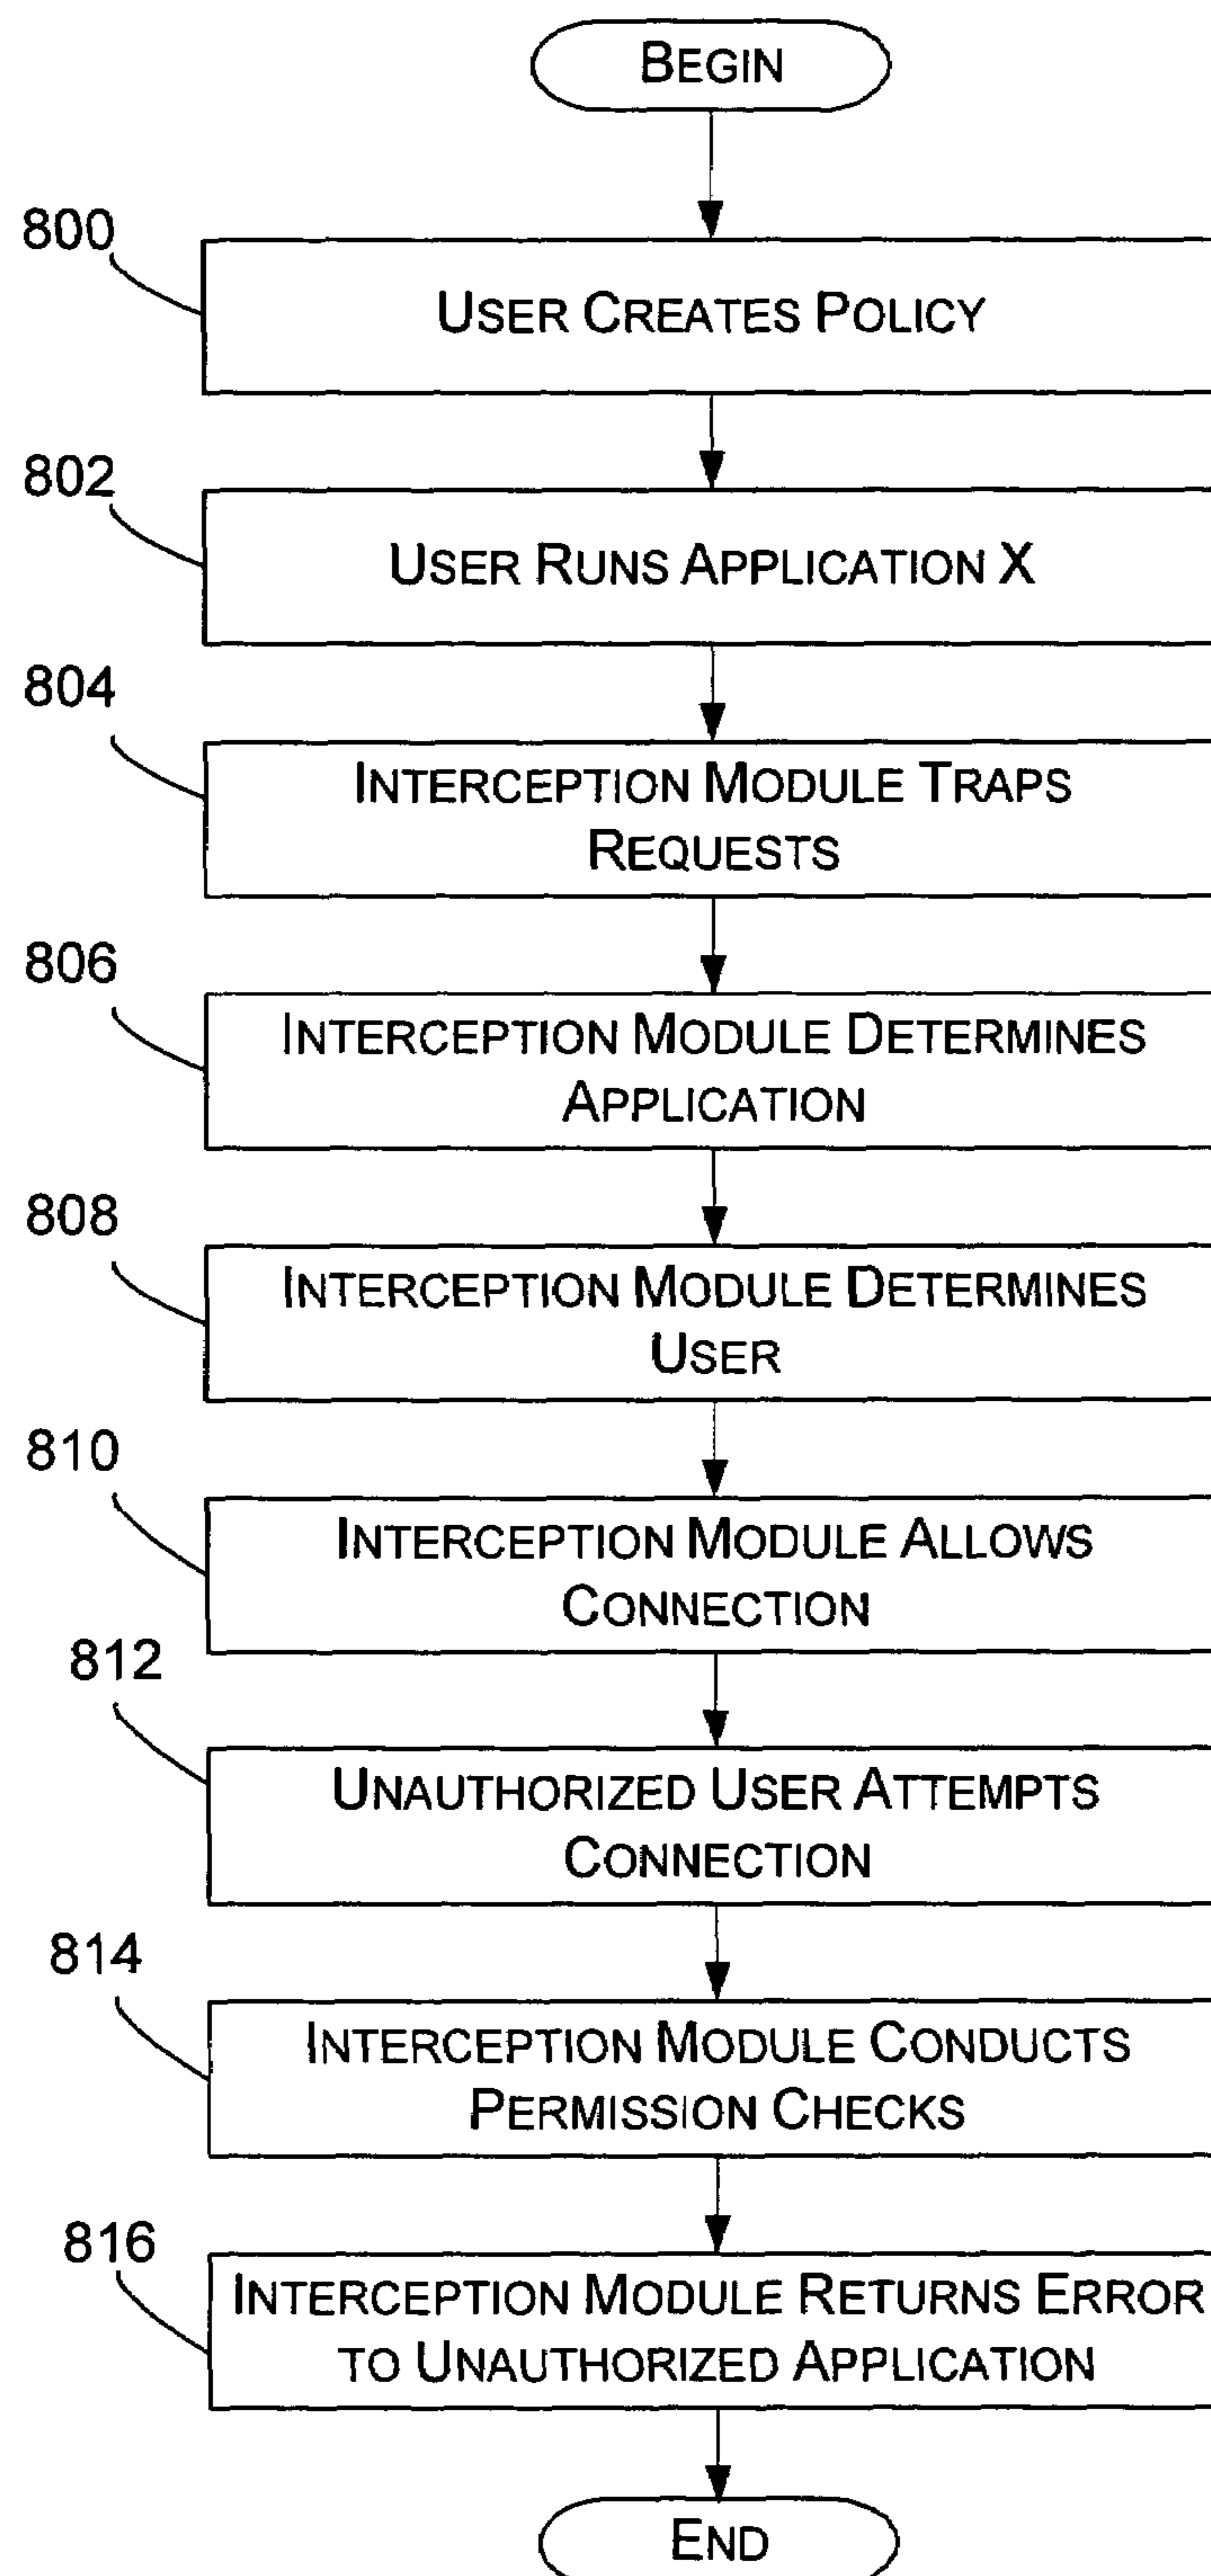 BEGIN
800
USER CREATES POLICY
802
USER RUNS APPLICATION X
804
INTERCEPTION MODULE TRAPS
REQUESTS
806
INTERCEPTION MODULE DETERMINES
APPLICATION
808
INTERCEPTION MODULE DETERMINES
USER
810
INTERCEPTION MODULE ALLOWS
CONNECTION
812
UNAUTHORIZED USER ATTEMPTS
CONNECTION
814
INTERCEPTION MODULE CONDUCTS
PERMISSION CHECKS
816
INTERCEPTION MODULE RETURNS ERROR
TO UNAUTHORIZED APPLICATION
END